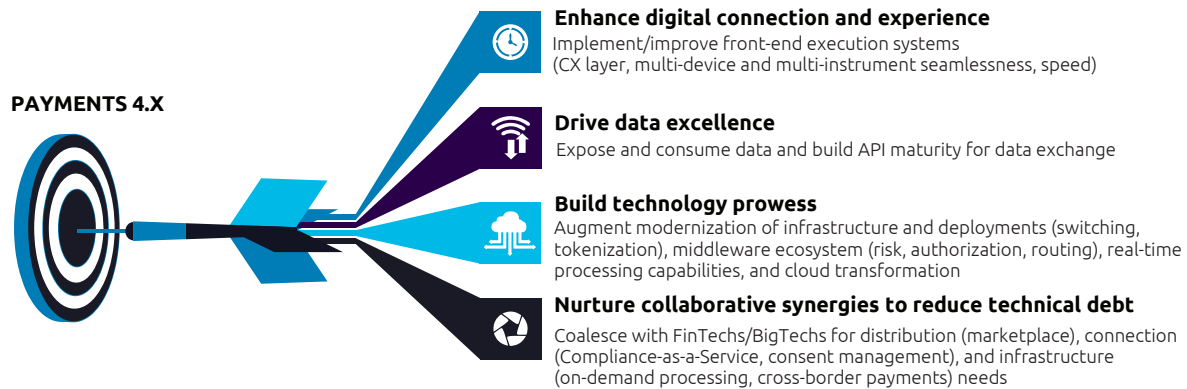 PAYMENTS 4.X
Enhance digital connection and experience
Implement/improve front-end execution systems
(CX layer, multi-device and multi-instrument seamlessness, speed)
Drive data excellence
Expose and consume data and build API maturity for data exchange
Build technology prowess
Augment modernization of infrastructure and deployments (switching,
tokenization), middleware ecosystem (risk, authorization, routing), real-time
processing capabilities, and cloud transformation
Nurture collaborative synergies to reduce technical debt
Coalesce with FinTechs/BigTechs for distribution (marketplace), connection
(Compliance-as-a-Service, consent management), and infrastructure
(on-demand processing, cross-border payments) needs